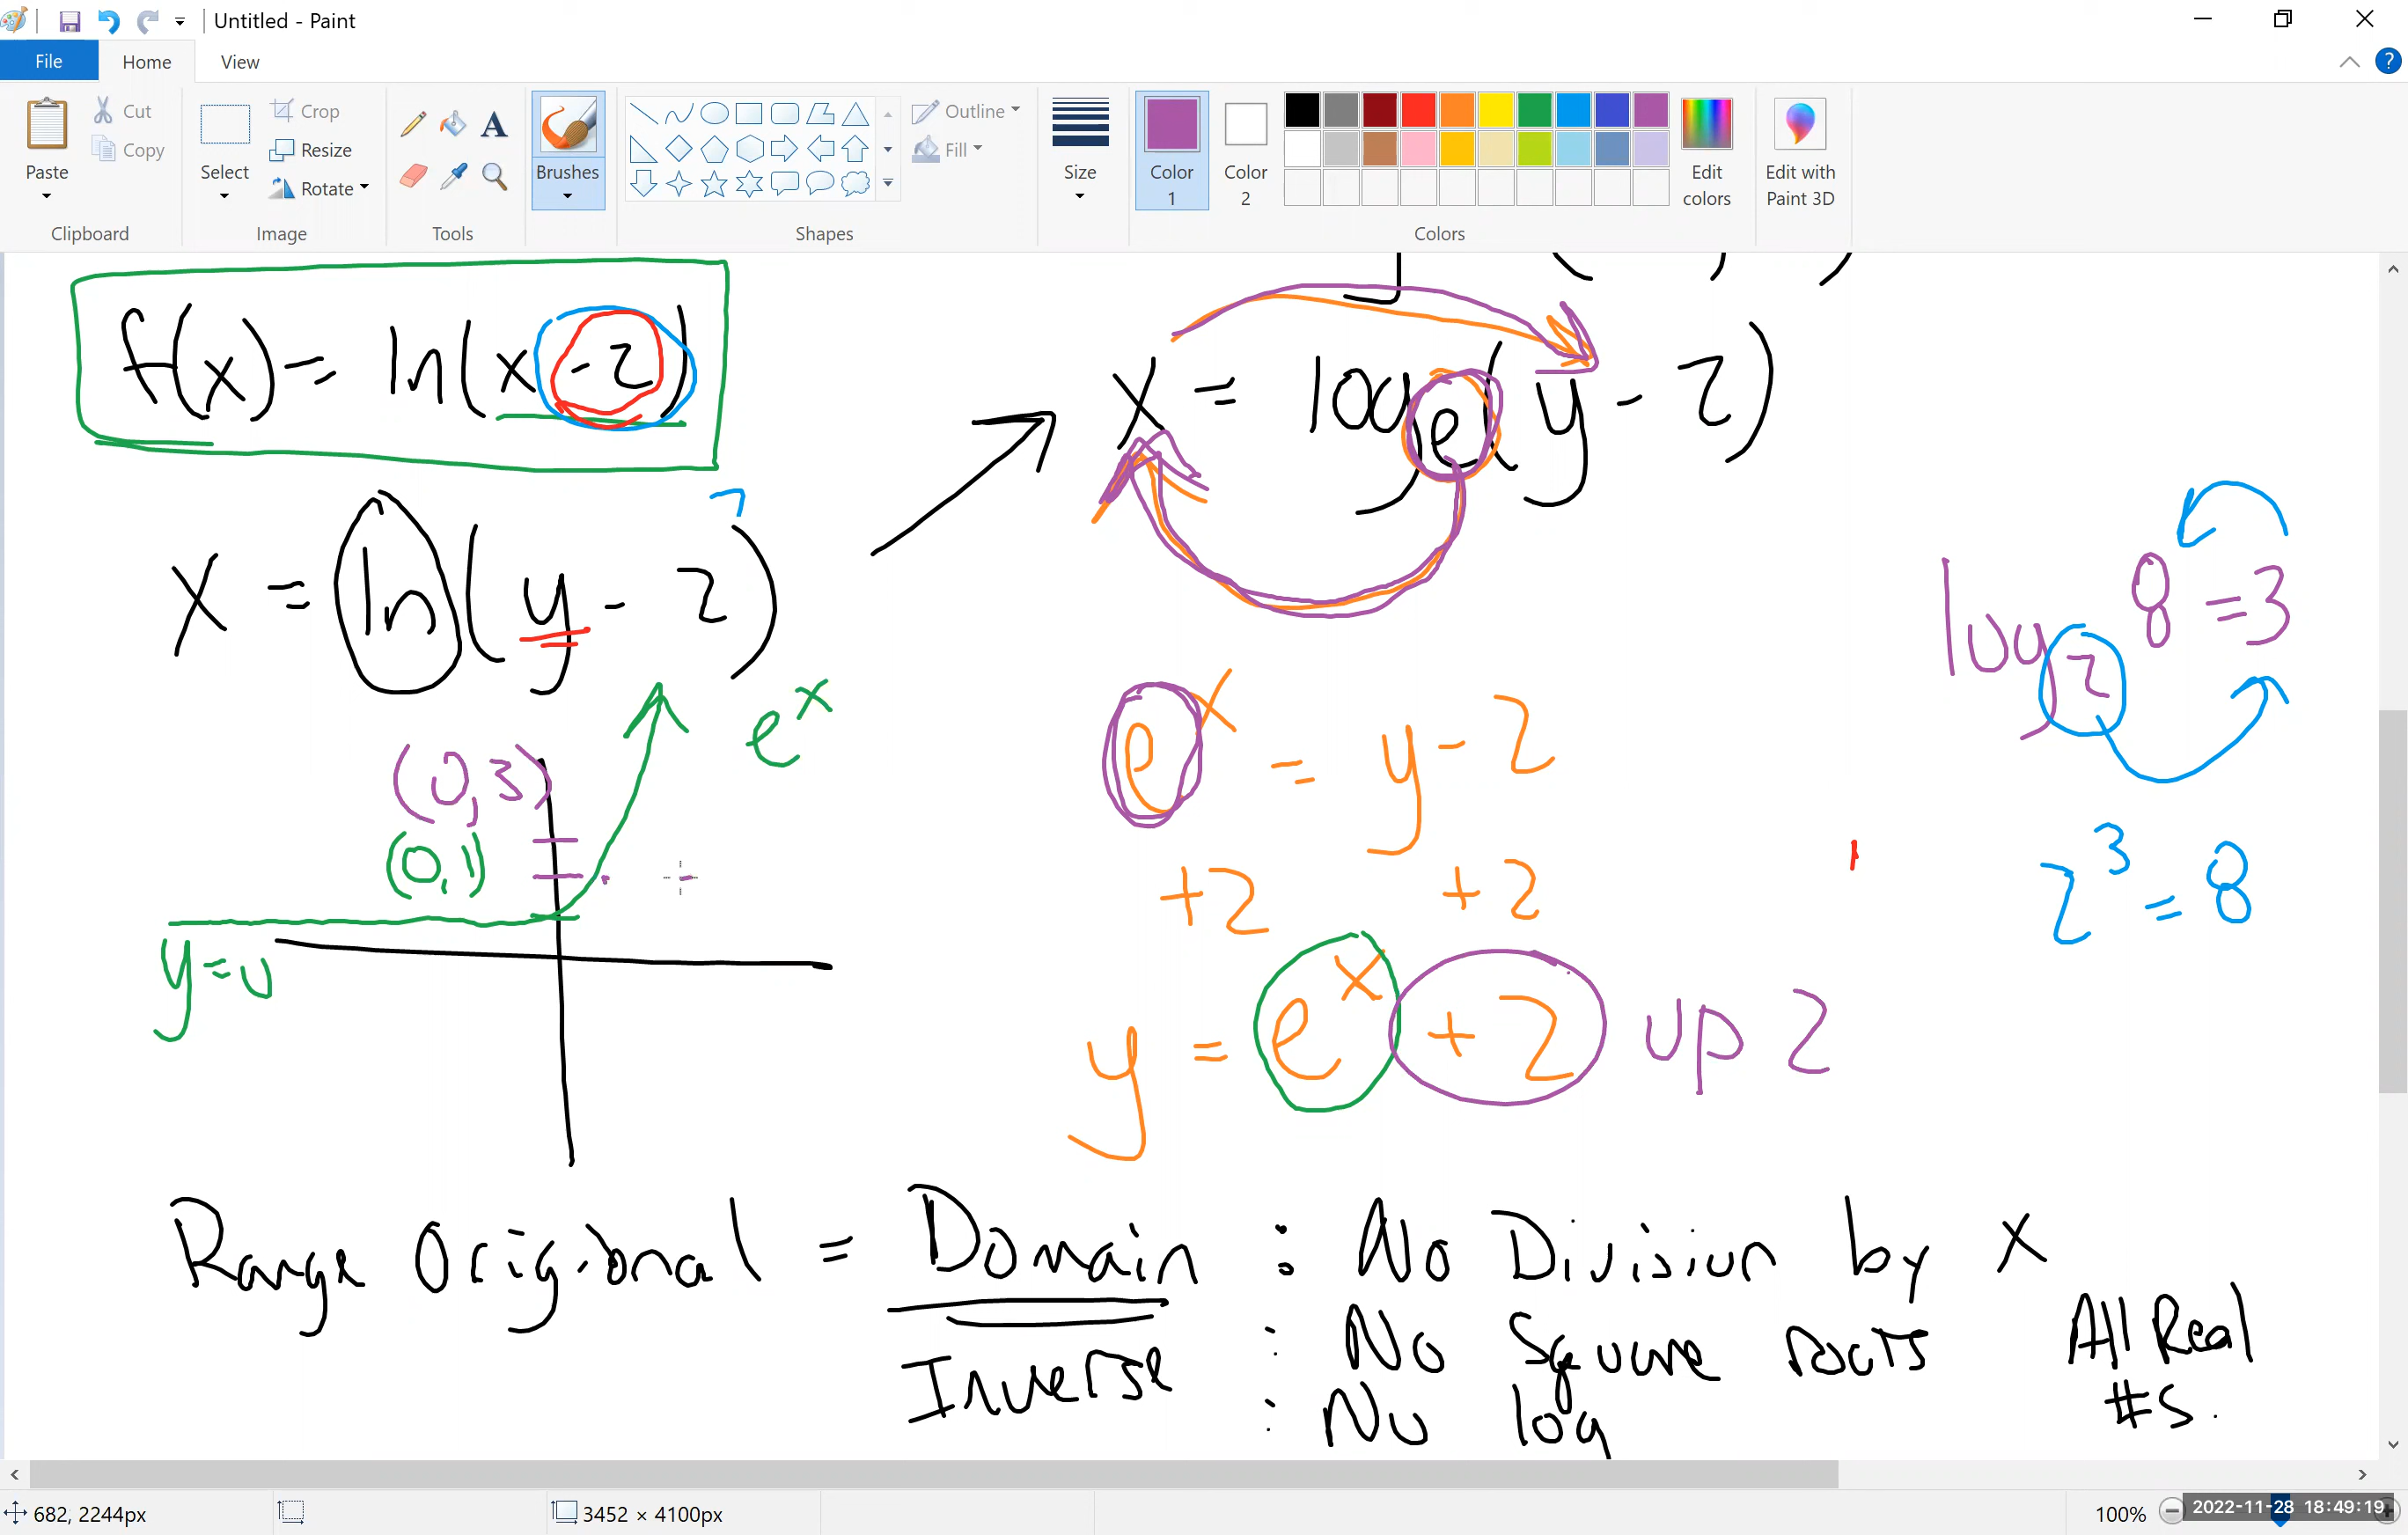 Untitled - Paint
File Home View
Paste Cut Copy Clipboard
Select Crop Resize Rotate Image
Tools
Brushes
Shapes Outline Fill
Size
Color 1 Color 2
Colors
Edit colors
Edit with Paint 3D
f(x) = ln(x-2)
x = log e (y - 2)
x = ln(y - 2)
log 2 8 = 3
e^x
e^x = y - 2
(0,3)
(0,1)
+2 +2
2^3 = 8
y=0
y = e^x + 2 up 2
Range Original = Domain : No Division by x
Inverse : No Square roots
: No log
All Real
#s.
682, 2244px
3452 × 4100px
100%
2022-11-28 18:49:19